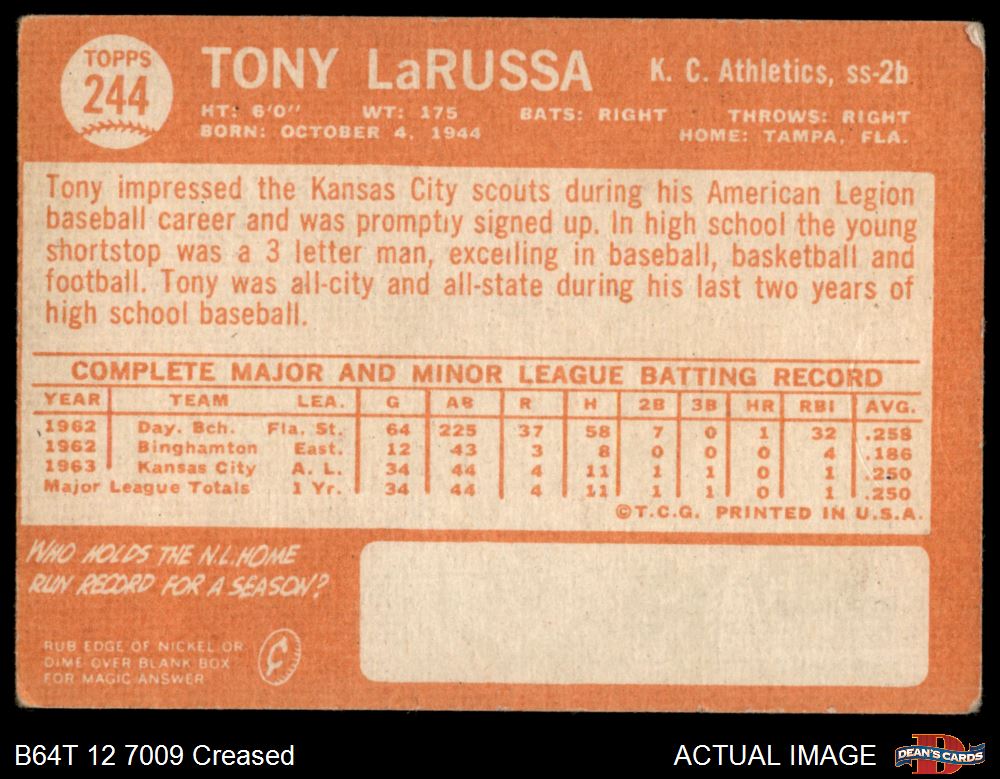 TOPPS
244
TONY LaRUSSA
K. C. Athletics, ss-2b
HT: 6'0" WT: 175 BATS: RIGHT THROWS: RIGHT
BORN: OCTOBER 4, 1944 HOME: TAMPA, FLA.
Tony impressed the Kansas City scouts during his American Legion
baseball career and was promptly signed up. In high school the young
shortstop was a 3 letter man, excelling in baseball, basketball and
football. Tony was all-city and all-state during his last two years of
high school baseball.
COMPLETE MAJOR AND MINOR LEAGUE BATTING RECORD
YEAR TEAM LEA. G AB R H 2B 3B HR RBI AVG.
1962 Day. Bch. Fla. St. 64 225 37 58 7 0 1 32 .258
1962 Binghamton East. 12 43 3 8 0 0 0 4 .186
1963 Kansas City A. L. 34 44 4 11 1 1 0 1 .250
Major League Totals 1 Yr. 34 44 4 11 1 1 0 1 .250
©T.C.G. PRINTED IN U.S.A.
WHO HOLDS THE N.L. HOME
RUN RECORD FOR A SEASON?
RUB EDGE OF NICKEL OR
DIME OVER BLANK BOX
FOR MAGIC ANSWER
B64T 12 7009 Creased
ACTUAL IMAGE
DEAN'S CARDS